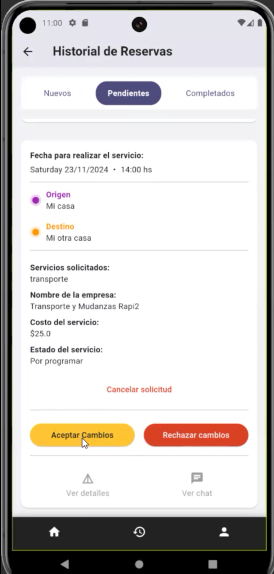 11:00
Historial de Reservas
Nuevos
Pendientes
Completados
Fecha para realizar el servicio:
Saturday 23/11/2024 • 14:00 hs
Origen
Mi casa
Destino
Mi otra casa
Servicios solicitados:
transporte
Nombre de la empresa:
Transporte y Mudanzas Rapi2
Costo del servicio:
$25.0
Estado del servicio:
Por programar
Cancelar solicitud
Aceptar Cambios
Rechazar cambios
Ver detalles
Ver chat